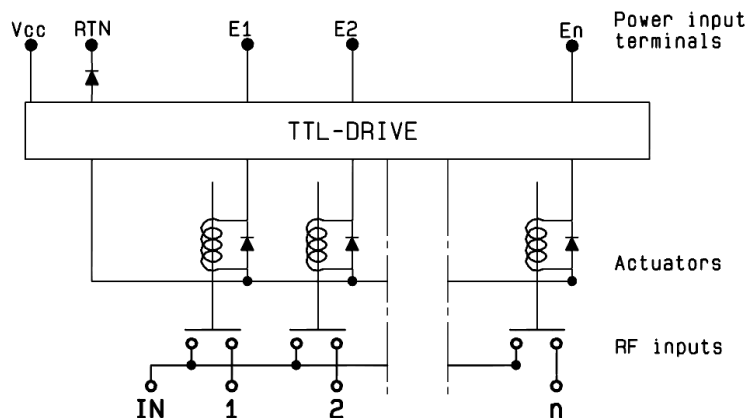 Vcc RTN E1 E2 En Power input
terminals
TTL-DRIVE
Actuators
RF inputs
IN 1 2 n